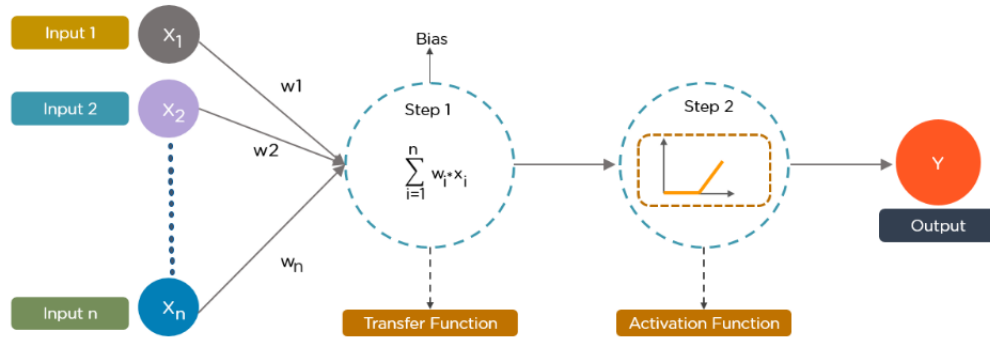 Input 1
X1
Bias
w1
Step 1
Step 2
Input 2
X2
w2
n
∑ wi*xi
i=1
Y
Output
wn
Input n
Xn
Transfer Function
Activation Function